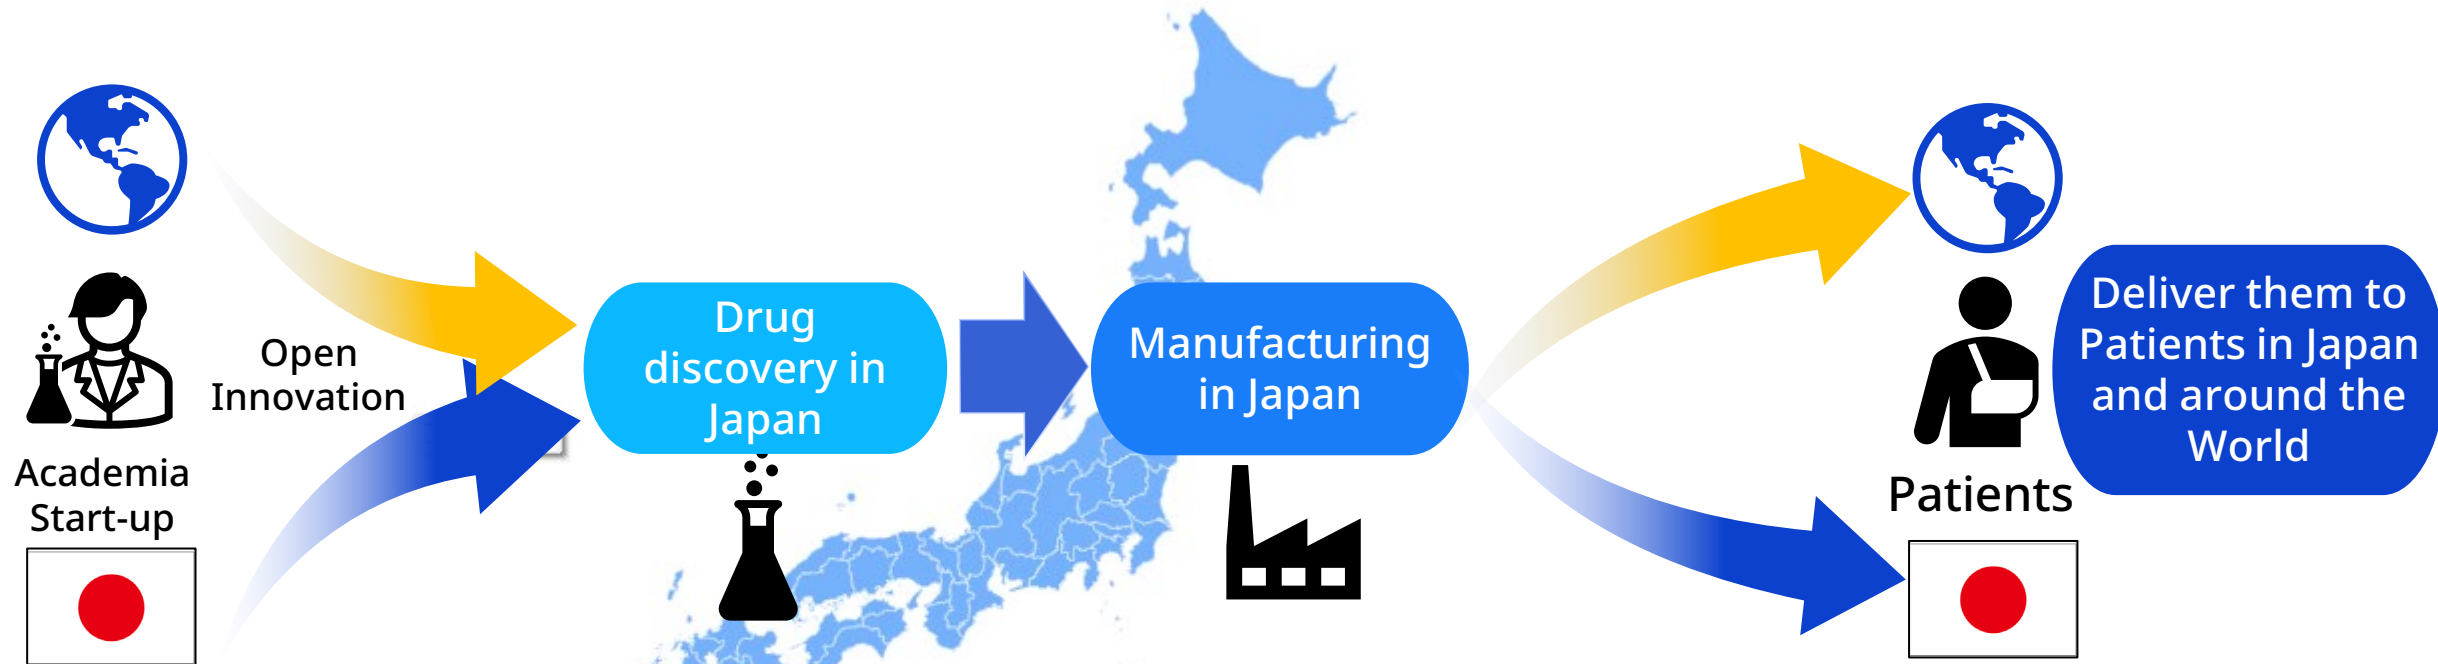 Academia
Start-up
Open
Innovation
Drug
discovery in
Japan
Manufacturing
in Japan
Patients
Deliver them to
Patients in Japan
and around the
World